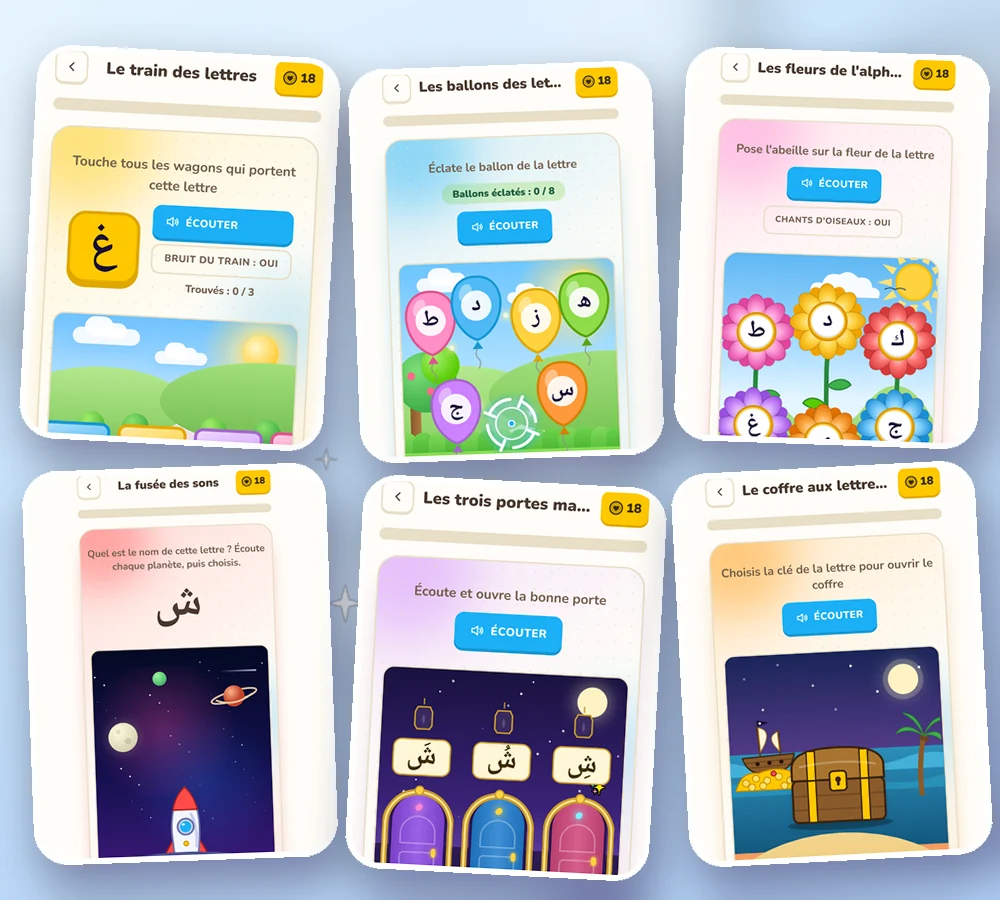 Le train des lettres
18
Touche tous les wagons qui portent
cette lettre
غ
ÉCOUTER
BRUIT DU TRAIN : OUI
Trouvés : 0 / 3
Les ballons des let...
18
Éclate le ballon de la lettre
Ballons éclatés : 0 / 8
ÉCOUTER
ط
د
ز
ه
ج
س
Les fleurs de l'alph...
18
Pose l'abeille sur la fleur de la lettre
ÉCOUTER
CHANTS D'OISEAUX : OUI
ط
د
ك
غ
ج
La fusée des sons
18
Quel est le nom de cette lettre ? Écoute
chaque planète, puis choisis.
ش
Les trois portes ma...
18
Écoute et ouvre la bonne porte
ÉCOUTER
شَ
شُ
شِ
Le coffre aux lettre...
18
Choisis la clé de la lettre pour ouvrir le
coffre
ÉCOUTER